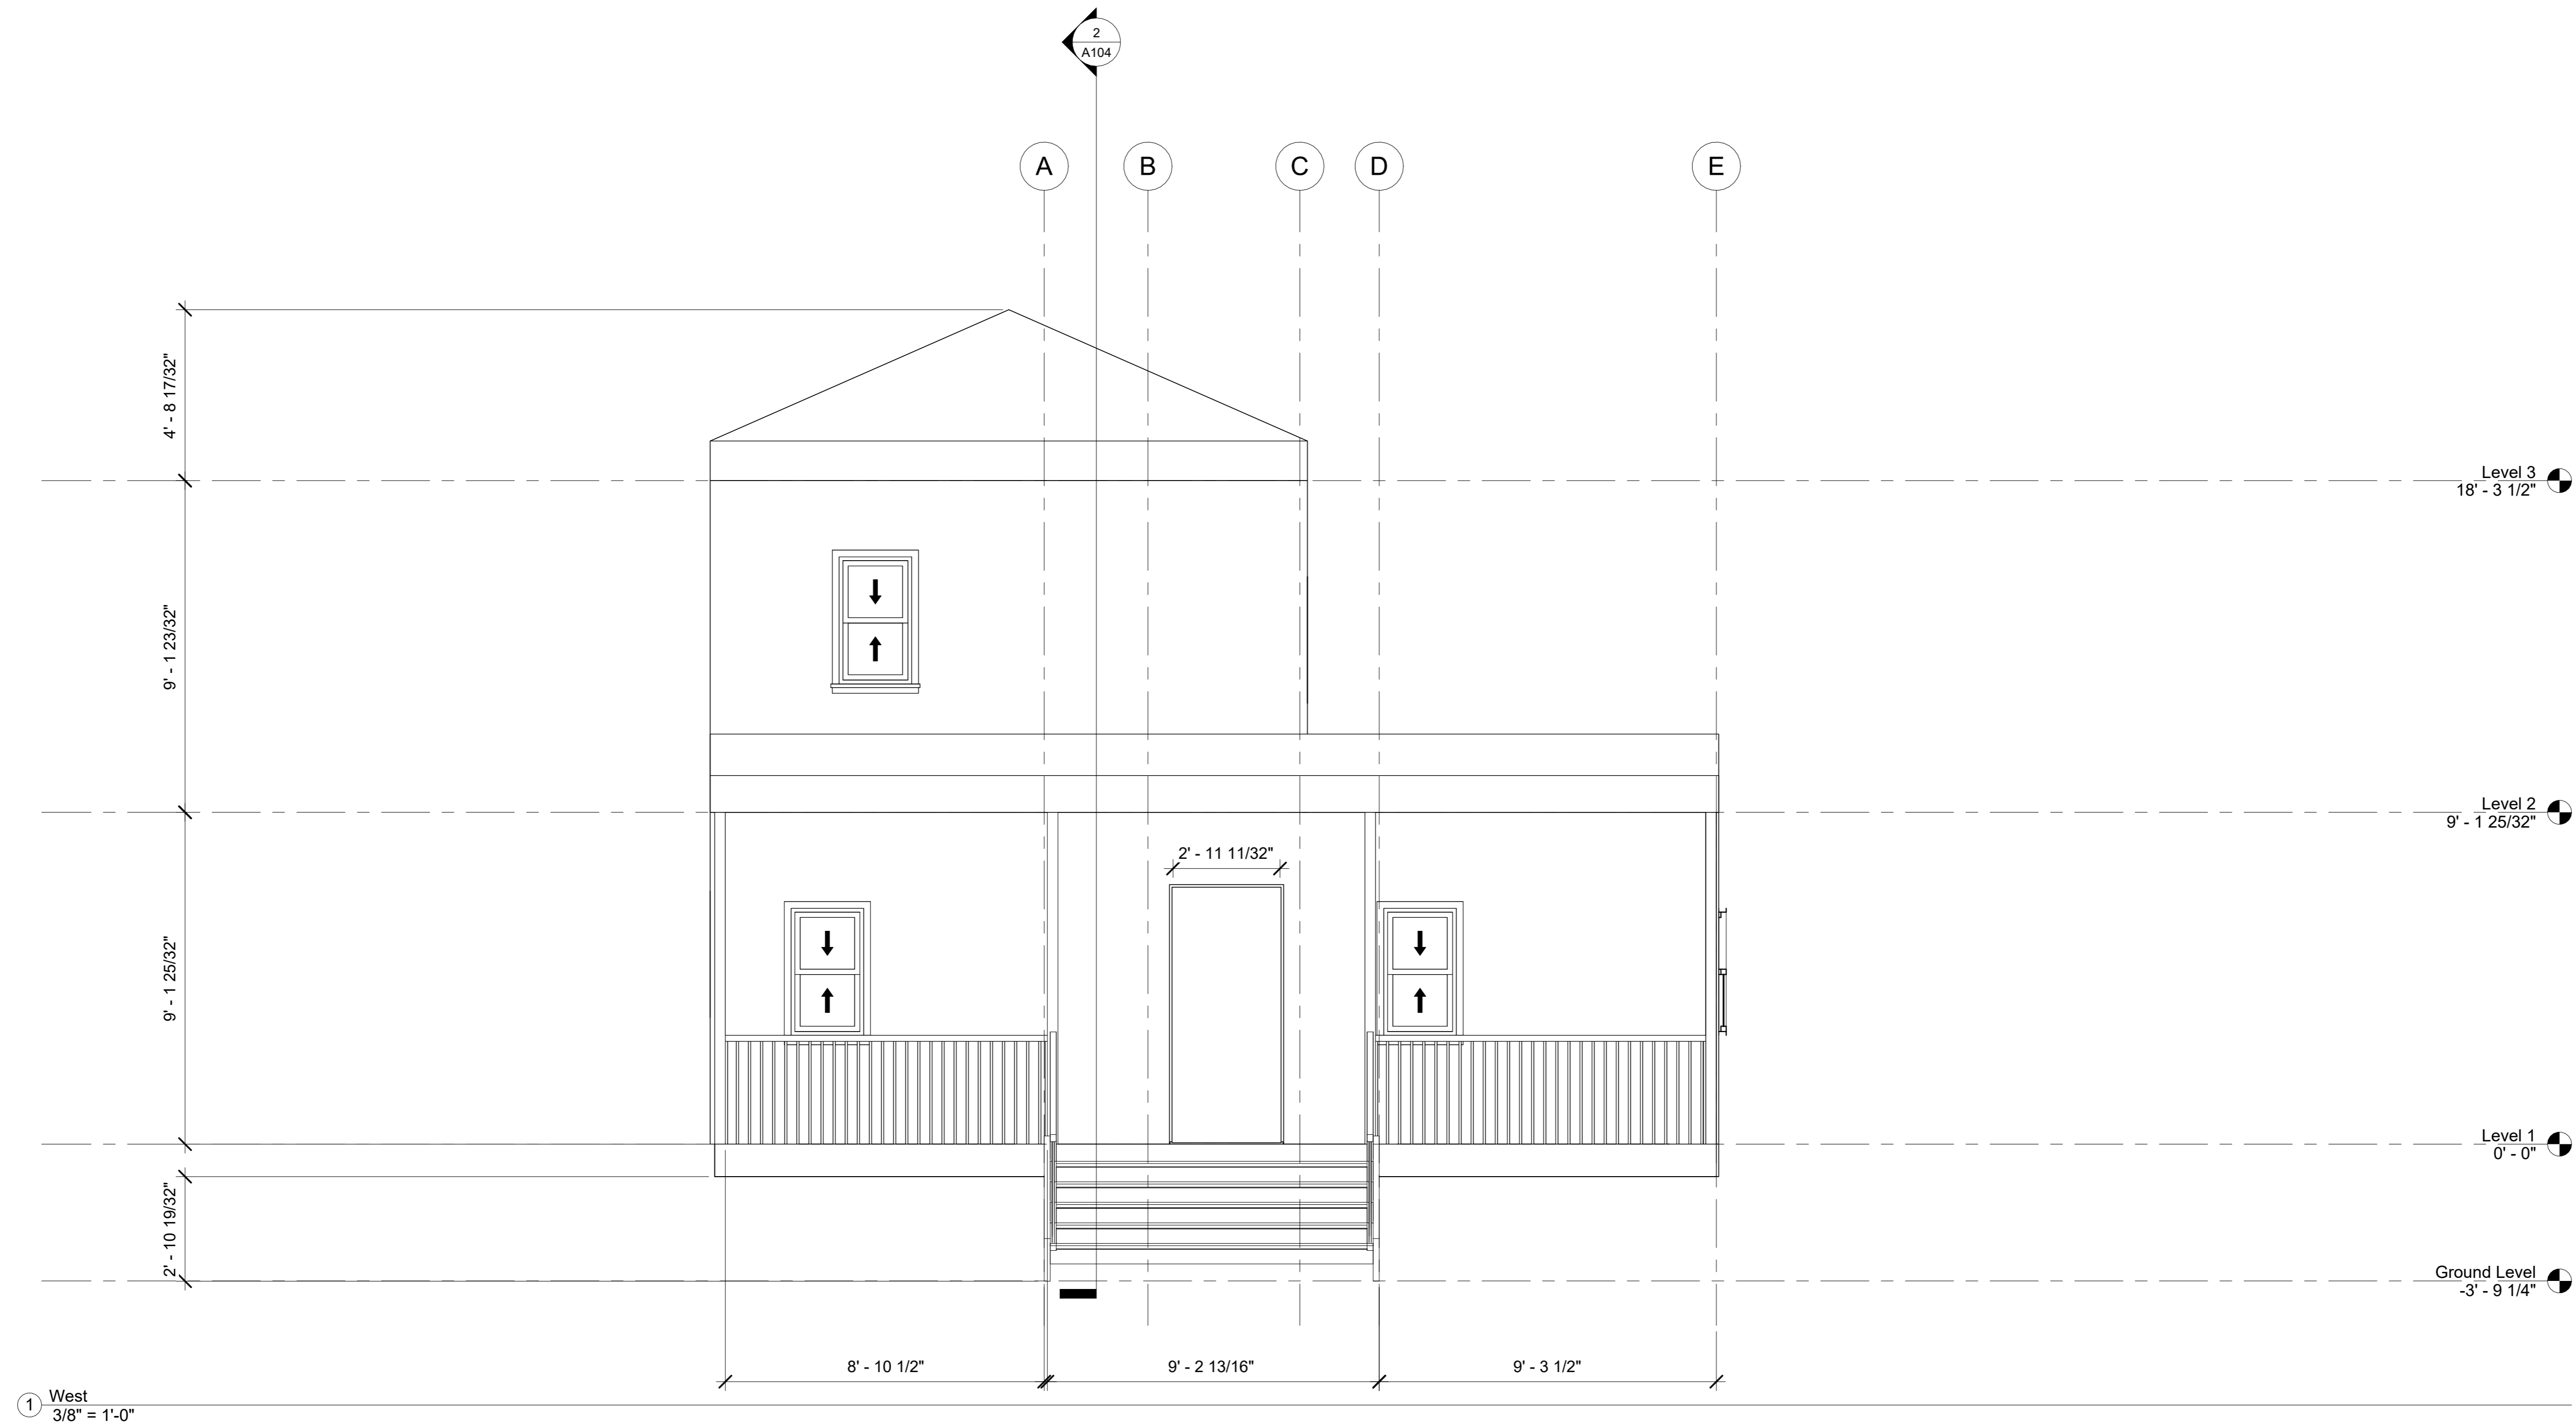 2
A104
A
B
C
D
E
4' - 8 17/32"
Level 3
18' - 3 1/2"
9' - 1 23/32"
Level 2
9' - 1 25/32"
2' - 11 11/32"
9' - 1 25/32"
Level 1
0' - 0"
2' - 10 19/32"
Ground Level
-3' - 9 1/4"
8' - 10 1/2"
9' - 2 13/16"
9' - 3 1/2"
1
West
3/8" = 1'-0"